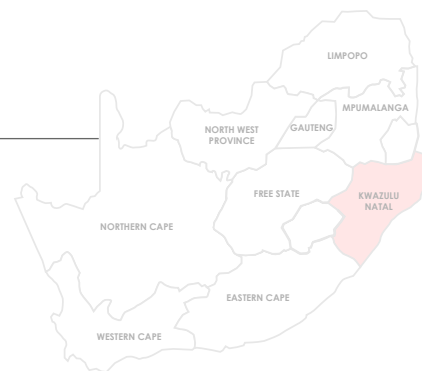 LIMPOPO
MPUMALANGA
NORTH WEST
PROVINCE
GAUTENG
FREE STATE
KWAZULU
NATAL
NORTHERN CAPE
EASTERN CAPE
WESTERN CAPE